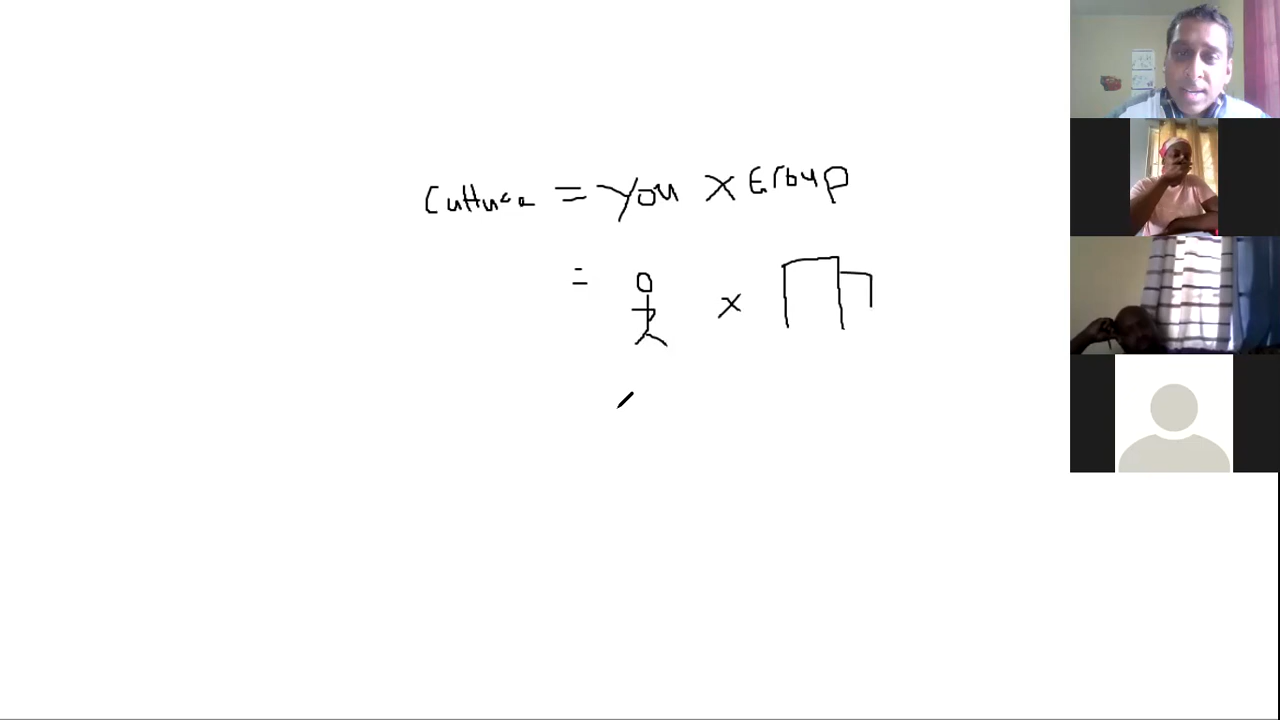 Culture = You X Group
= X